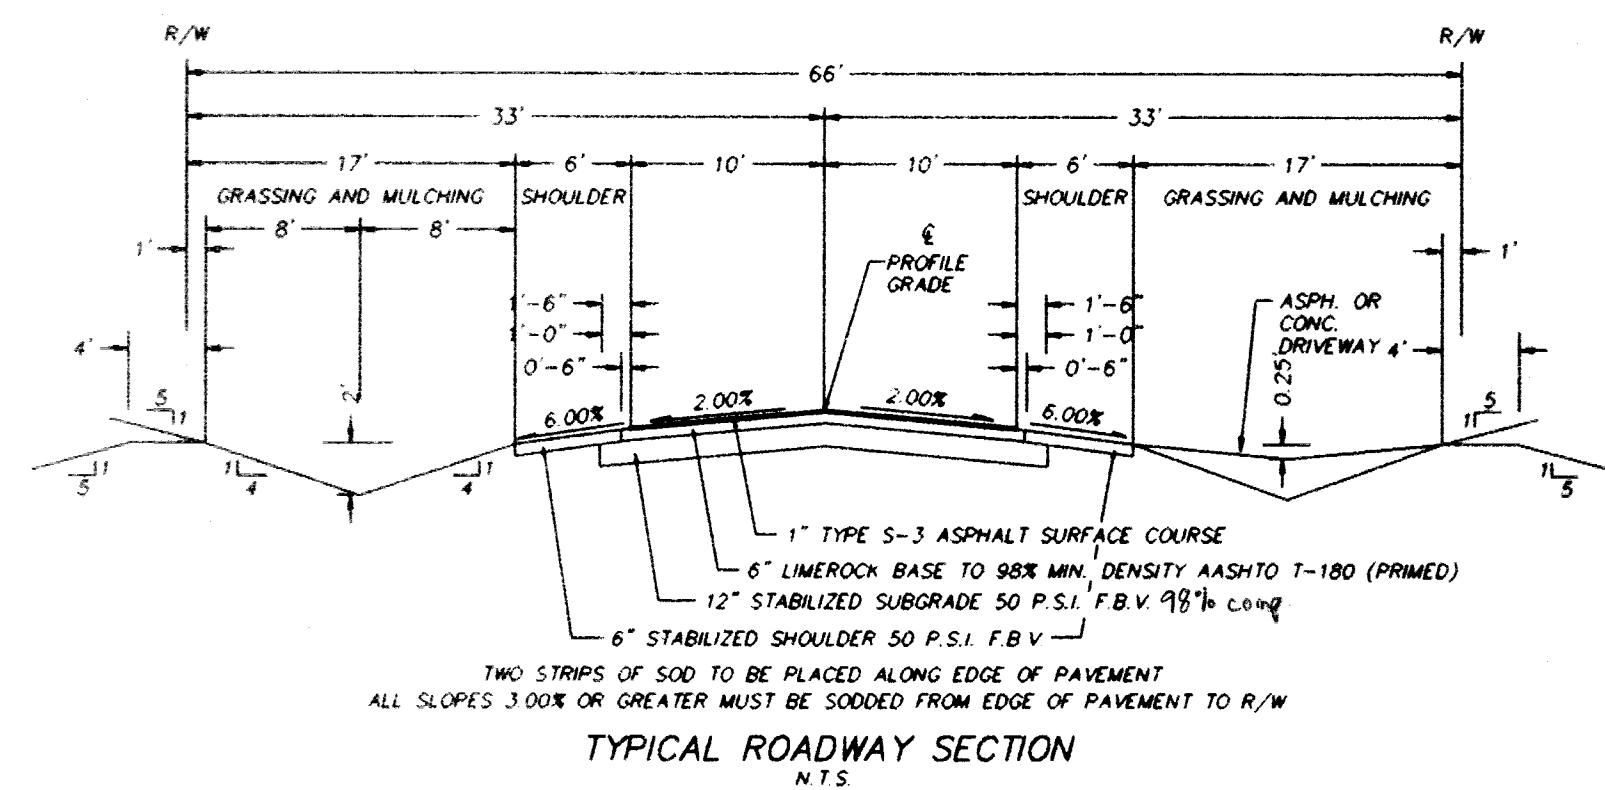 R/W R/W
66'
33' 33'
17' 6' 10' 10' 6' 17'
GRASSING AND MULCHING SHOULDER SHOULDER GRASSING AND MULCHING
8' 8'
℄
1' 1'
PROFILE
GRADE
1'-6" 1'-6"
1'-0" 1'-0"
0'-6" 0'-6"
ASPH. OR
CONC.
DRIVEWAY
4' 4'
2' 0.25'
5 1 6.00% 2.00% 2.00% 6.00% 1 5
1 5 1 4 1 4 1 5
1" TYPE S-3 ASPHALT SURFACE COURSE
6" LIMEROCK BASE TO 98% MIN. DENSITY AASHTO T-180 (PRIMED)
12" STABILIZED SUBGRADE 50 P.S.I. F.B.V. 98% comp
6" STABILIZED SHOULDER 50 P.S.I. F.B.V.
TWO STRIPS OF SOD TO BE PLACED ALONG EDGE OF PAVEMENT
ALL SLOPES 3.00% OR GREATER MUST BE SODDED FROM EDGE OF PAVEMENT TO R/W
TYPICAL ROADWAY SECTION
N.T.S.